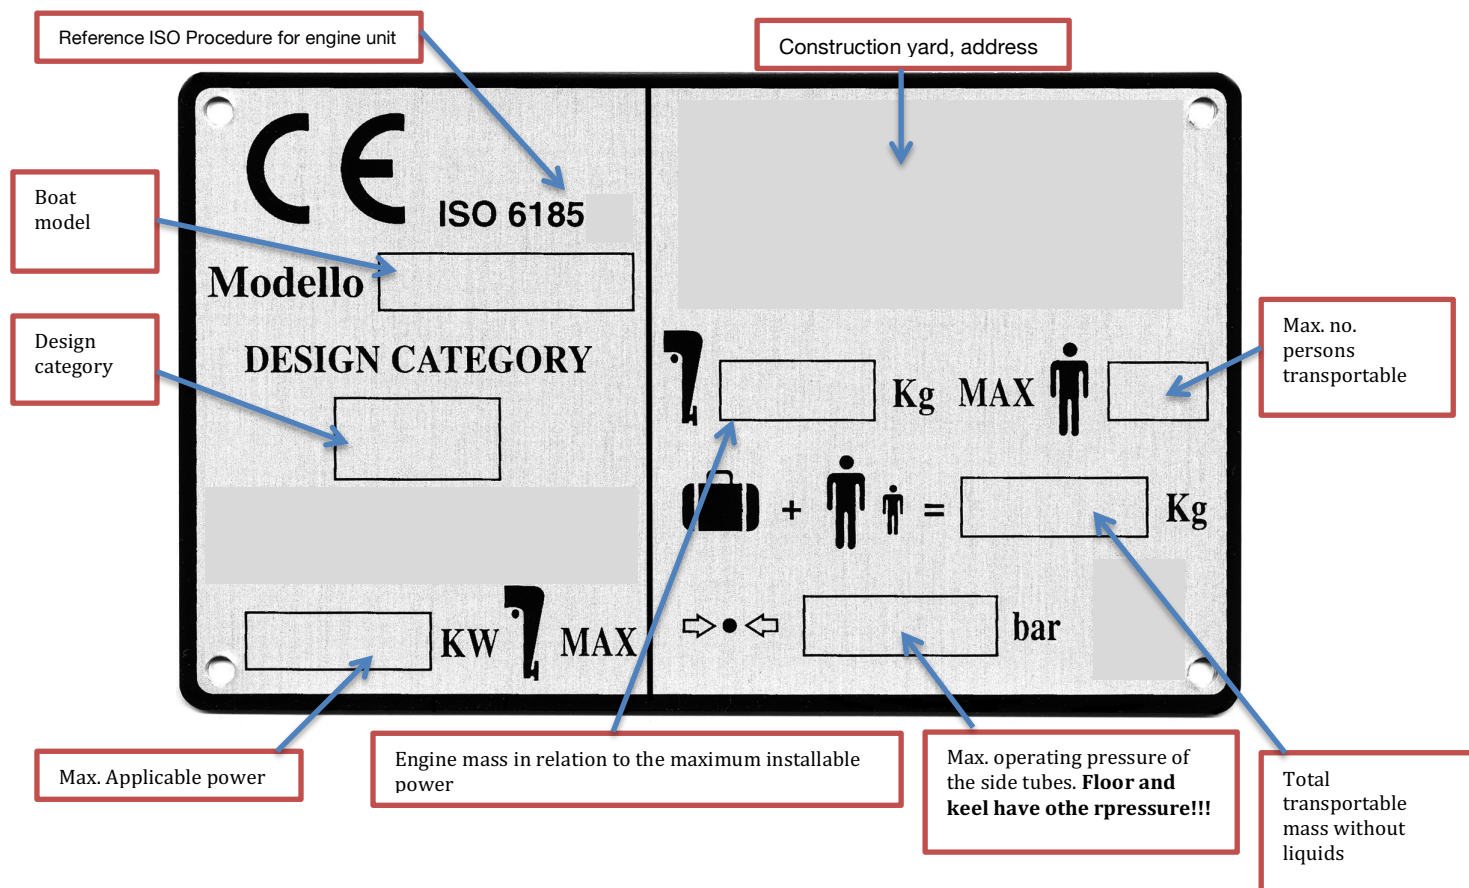 Reference ISO Procedure for engine unit
Construction yard, address
CE
ISO 6185
Boat
model
Modello
Design
category
DESIGN CATEGORY
Kg MAX
Max. no.
persons
transportable
+ = Kg
KW MAX
bar
Max. Applicable power
Engine mass in relation to the maximum installable
power
Max. operating pressure of
the side tubes. Floor and
keel have othe rpressure!!!
Total
transportable
mass without
liquids